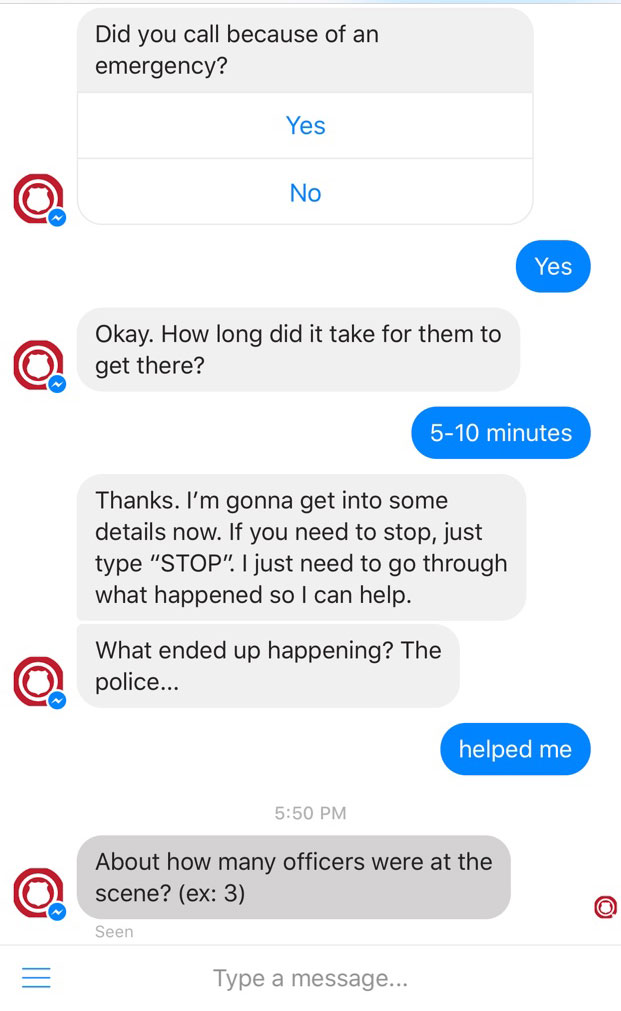 Did you call because of an
emergency?
Yes
No
Yes
Okay. How long did it take for them to
get there?
5-10 minutes
Thanks. I’m gonna get into some
details now. If you need to stop, just
type “STOP”. I just need to go through
what happened so I can help.
What ended up happening? The
police...
helped me
5:50 PM
About how many officers were at the
scene? (ex: 3)
Seen
Type a message...